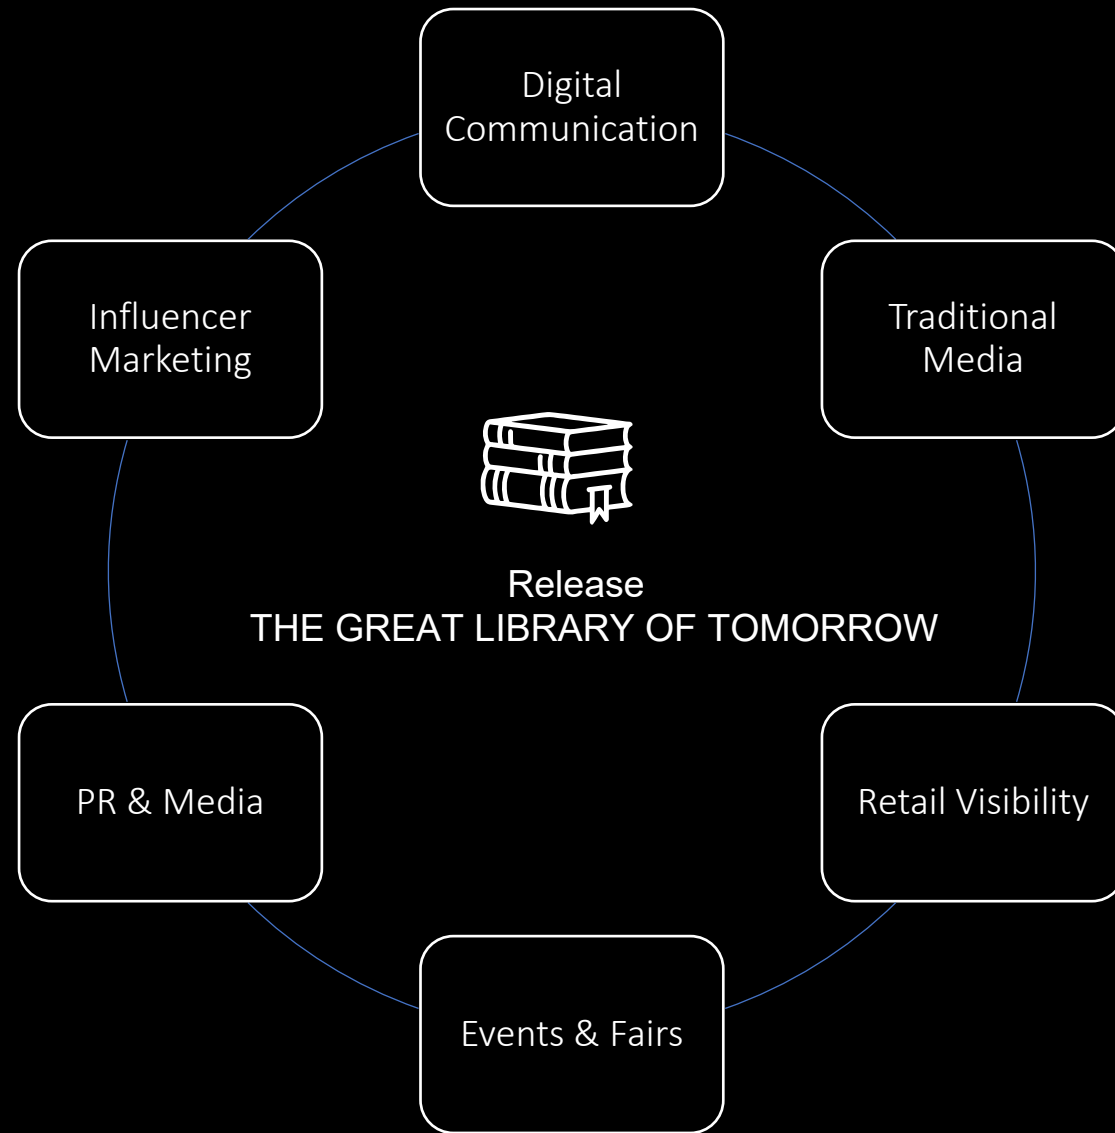 Digital
Communication
Influencer
Marketing
Traditional
Media
Release
THE GREAT LIBRARY OF TOMORROW
PR & Media
Retail Visibility
Events & Fairs